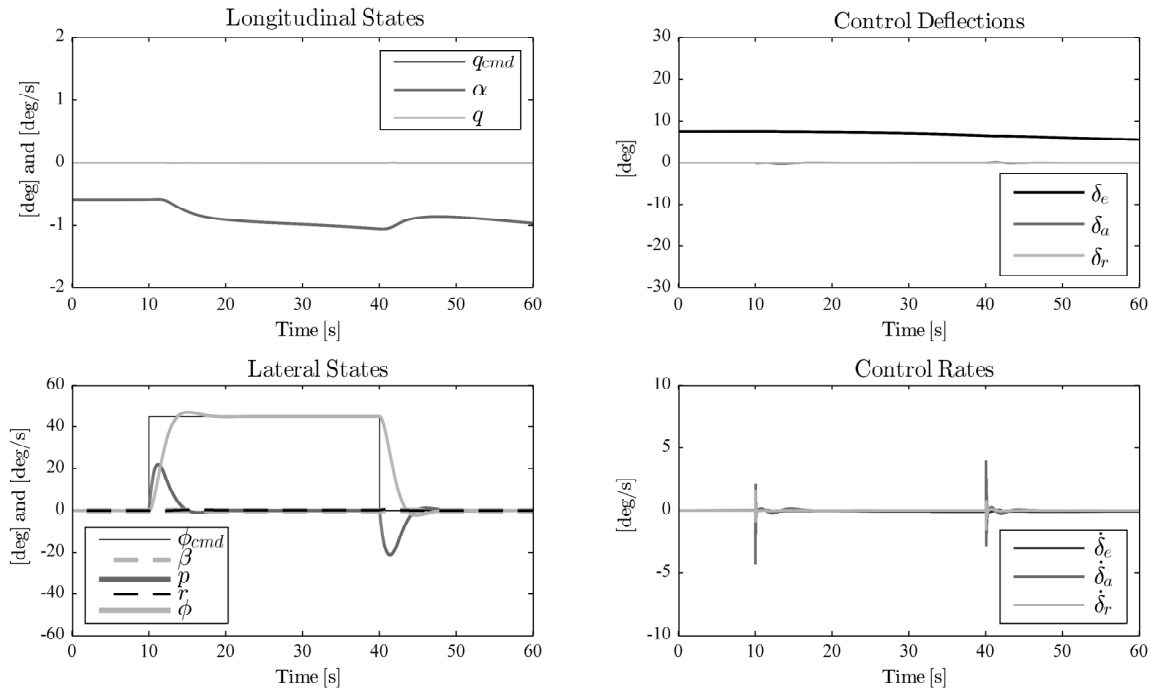 Longitudinal States
[deg] and [deg/s]
2
1
0
-1
-2
q_cmd
α
q
0 10 20 30 40 50 60
Time [s]
Control Deflections
[deg]
30
20
10
0
-10
-20
-30
δ_e
δ_a
δ_r
0 10 20 30 40 50 60
Time [s]
Lateral States
[deg] and [deg/s]
60
40
20
0
-20
-40
-60
ϕ_cmd
β
p
r
ϕ
0 10 20 30 40 50 60
Time [s]
Control Rates
[deg/s]
10
5
0
-5
-10
δ̇_e
δ̇_a
δ̇_r
0 10 20 30 40 50 60
Time [s]